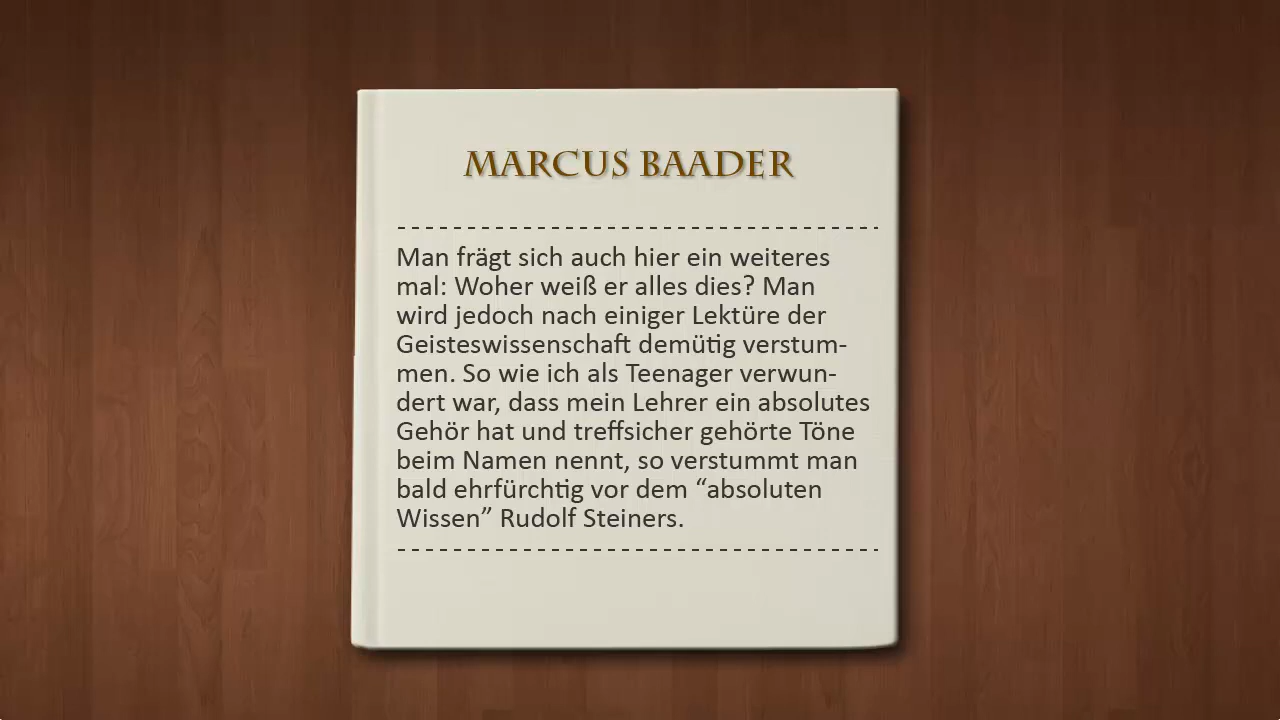 MARCUS BAADER
Man frägt sich auch hier ein weiteres
mal: Woher weiß er alles dies? Man
wird jedoch nach einiger Lektüre der
Geisteswissenschaft demütig verstum-
men. So wie ich als Teenager verwun-
dert war, dass mein Lehrer ein absolutes
Gehör hat und treffsicher gehörte Töne
beim Namen nennt, so verstummt man
bald ehrfürchtig vor dem “absoluten
Wissen” Rudolf Steiners.